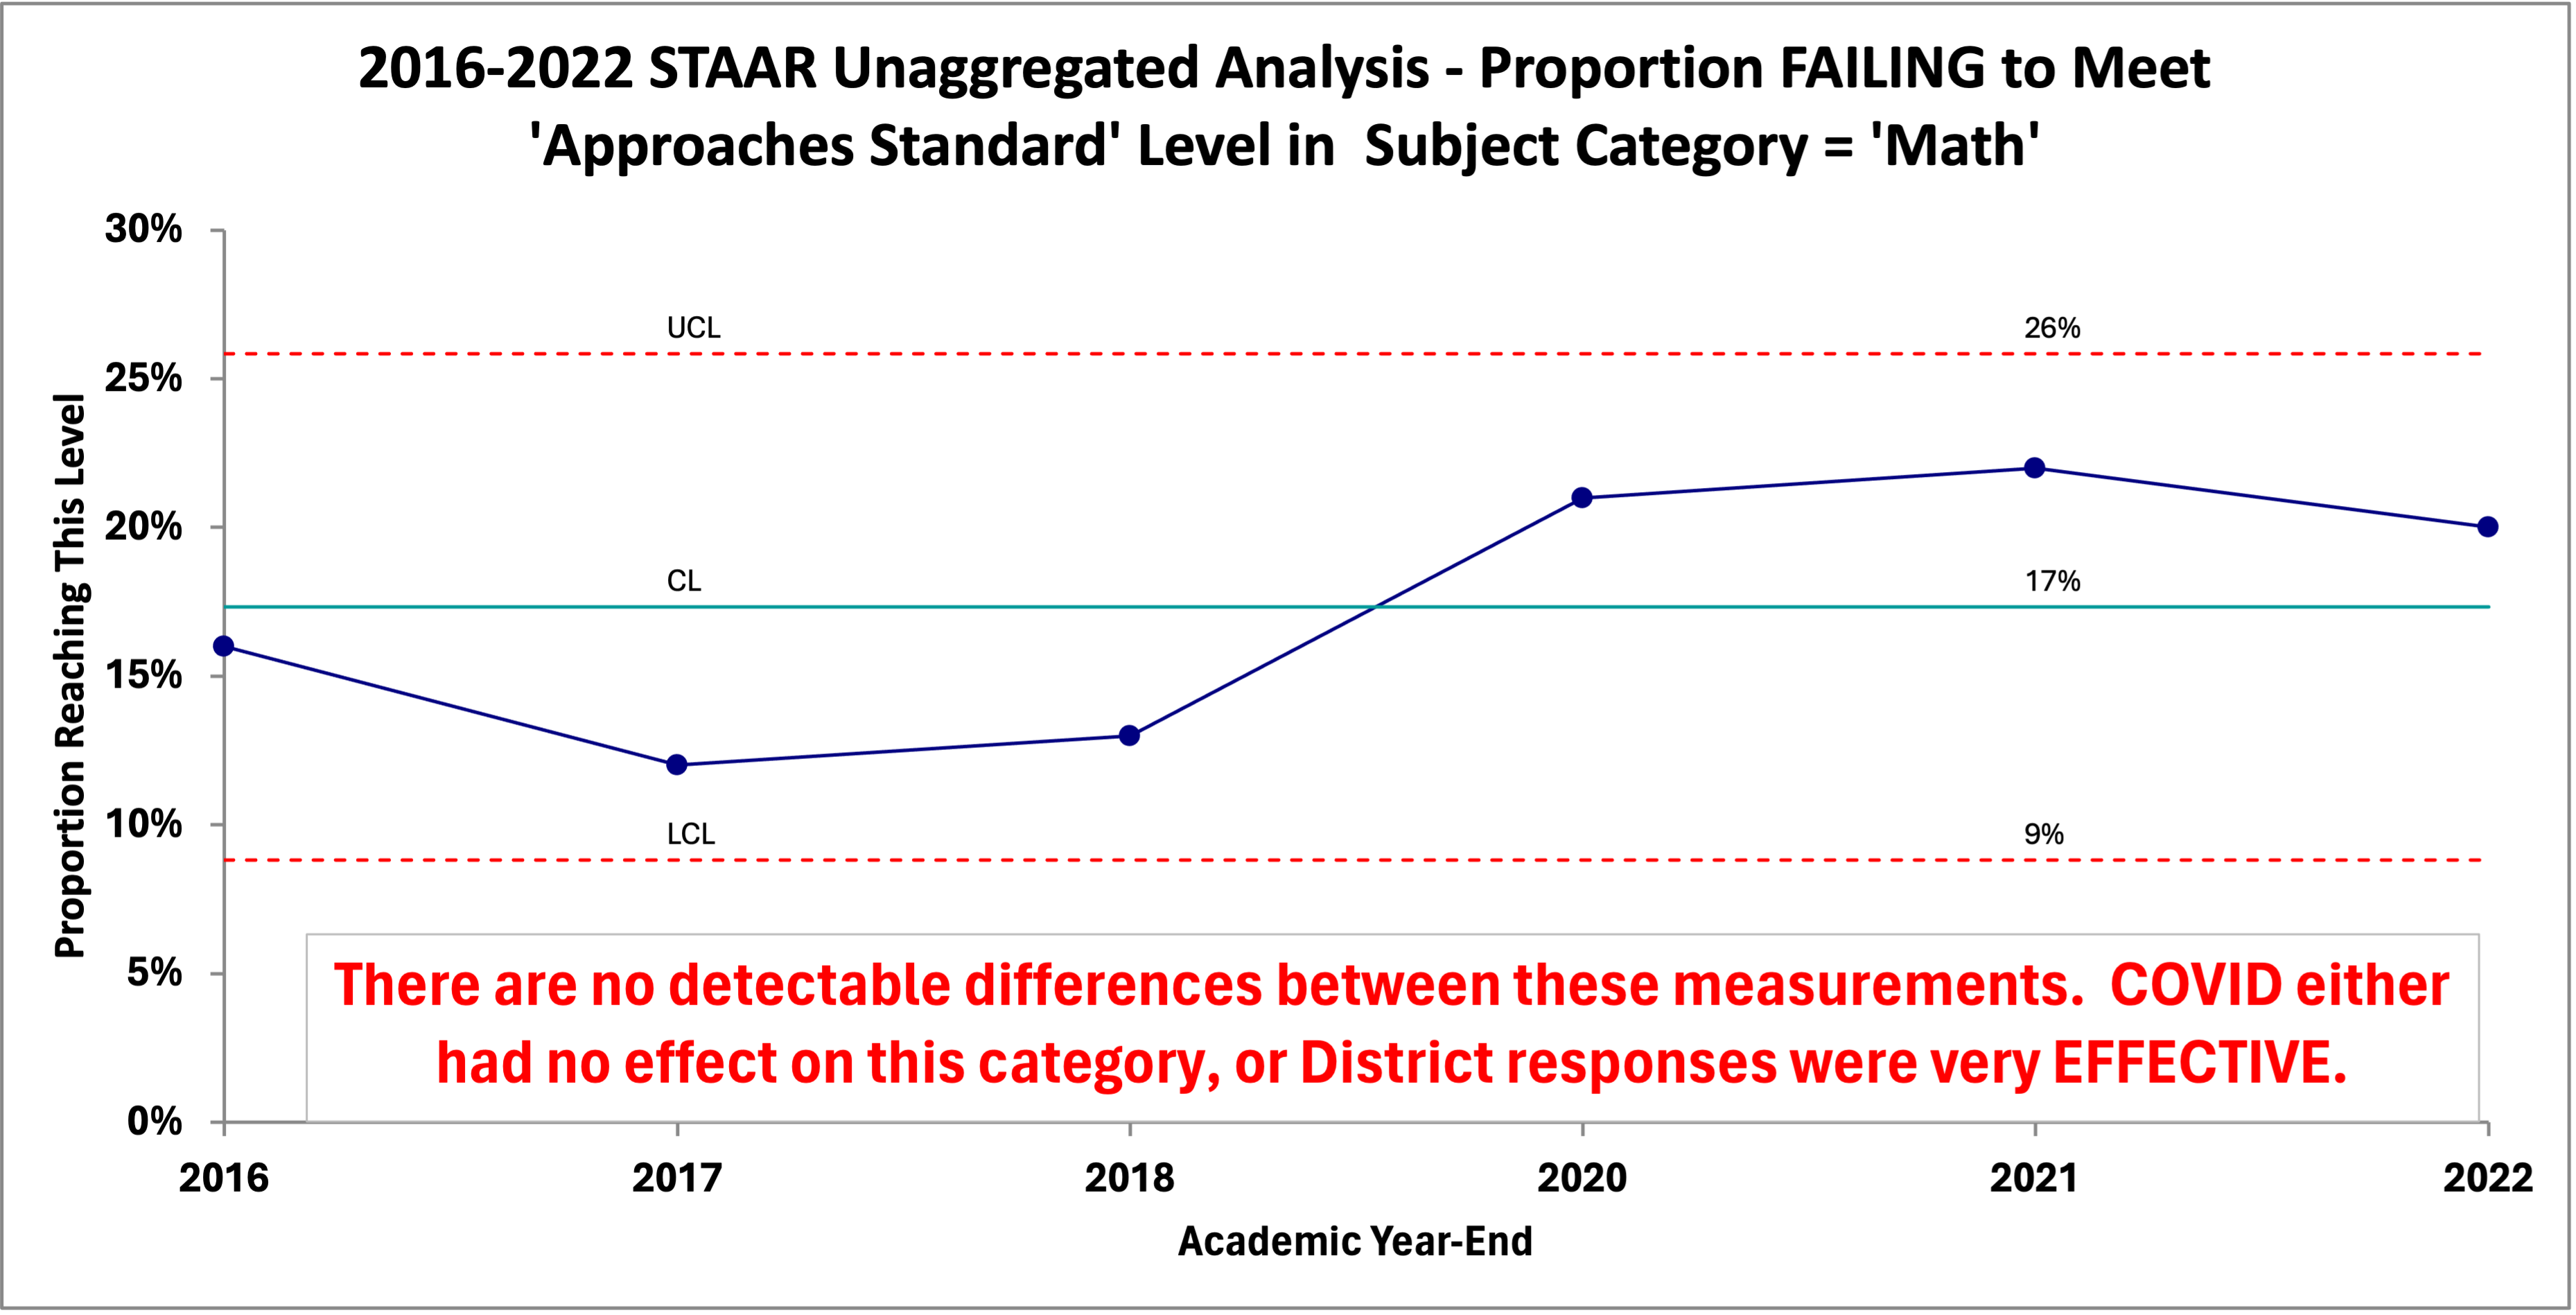 2016-2022 STAAR Unaggregated Analysis - Proportion FAILING to Meet
'Approaches Standard' Level in  Subject Category = 'Math'
30%
UCL
26%
25%
20%
CL
17%
15%
10%
LCL
9%
5%
0%
Proportion Reaching This Level
There are no detectable differences between these measurements.  COVID either
had no effect on this category, or District responses were very EFFECTIVE.
2016 2017 2018 2020 2021 2022
Academic Year-End